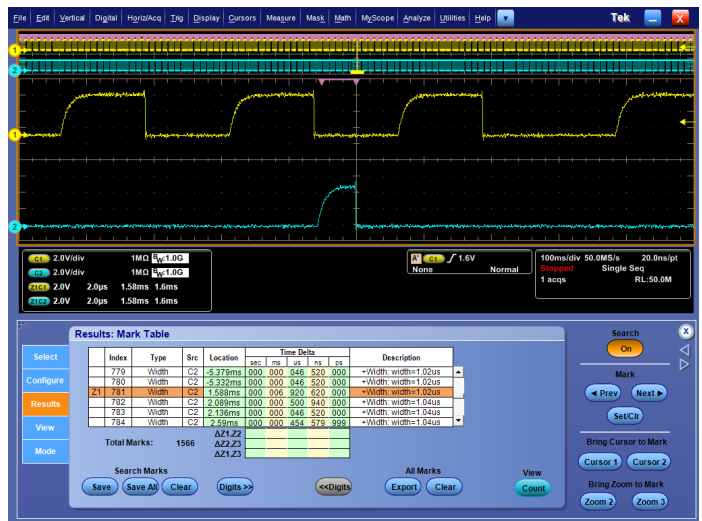 File Edit Vertical Digital Horiz/Acq Trig Display Cursors Measure Mask Math MyScope Analyze Utilities Help Tek X
1
2
1
2
C1 2.0V/div 1MΩ BW:1.0G
C2 2.0V/div 1MΩ BW:1.0G
Z1C1 2.0V 2.0µs 1.58ms 1.6ms
Z1C2 2.0V 2.0µs 1.58ms 1.6ms
A' C1 1.6V
None Normal
100ms/div 50.0MS/s 20.0ns/pt
Stopped Single Seq
1 acqs RL:50.0M
Results: Mark Table
Select
Configure
Results
View
Mode
Index Type Src Location Time Delta Description
sec ms us ns ps
779 Width C2 -5.379ms 000 000 046 520 000 +Width: width=1.02us
780 Width C2 -5.332ms 000 000 046 520 000 +Width: width=1.02us
Z1 781 Width C2 1.588ms 000 006 920 620 000 +Width: width=1.02us
782 Width C2 2.089ms 000 000 500 940 000 +Width: width=1.04us
783 Width C2 2.136ms 000 000 046 520 000 +Width: width=1.04us
784 Width C2 2.59ms 000 000 454 579 999 +Width: width=1.04us
Total Marks: 1566
ΔZ1,Z2
ΔZ2,Z3
ΔZ1,Z3
Search Marks
Save Save All Clear Digits >> <<Digits
All Marks
Export Clear
View
Count
Search
On
X
Mark
Prev Next
Set/Clr
Bring Cursor to Mark
Cursor 1 Cursor 2
Bring Zoom to Mark
Zoom 2 Zoom 3